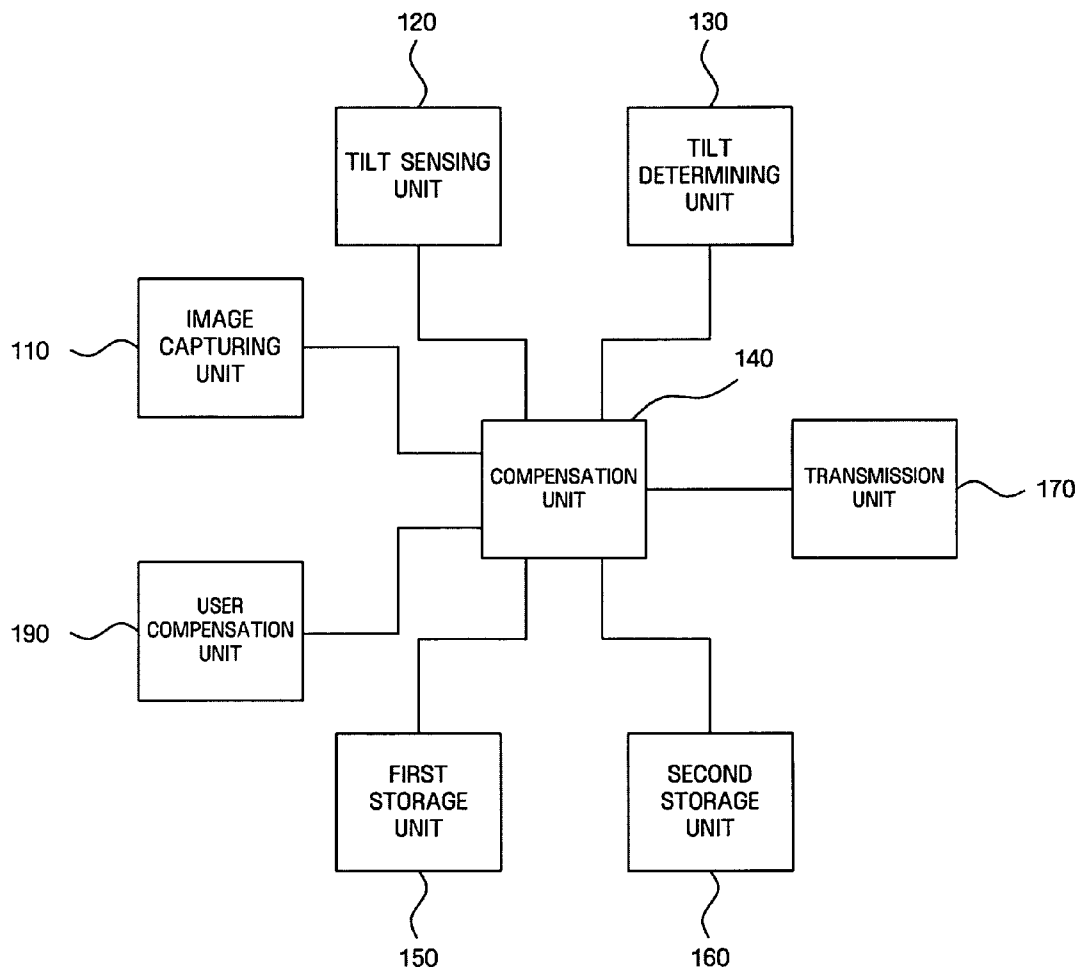 120
130
TILT SENSING
UNIT
TILT
DETERMINING
UNIT
IMAGE
CAPTURING
UNIT
110
140
COMPENSATION
UNIT
TRANSMISSION
UNIT
170
USER
COMPENSATION
UNIT
190
FIRST
STORAGE
UNIT
SECOND
STORAGE
UNIT
150
160